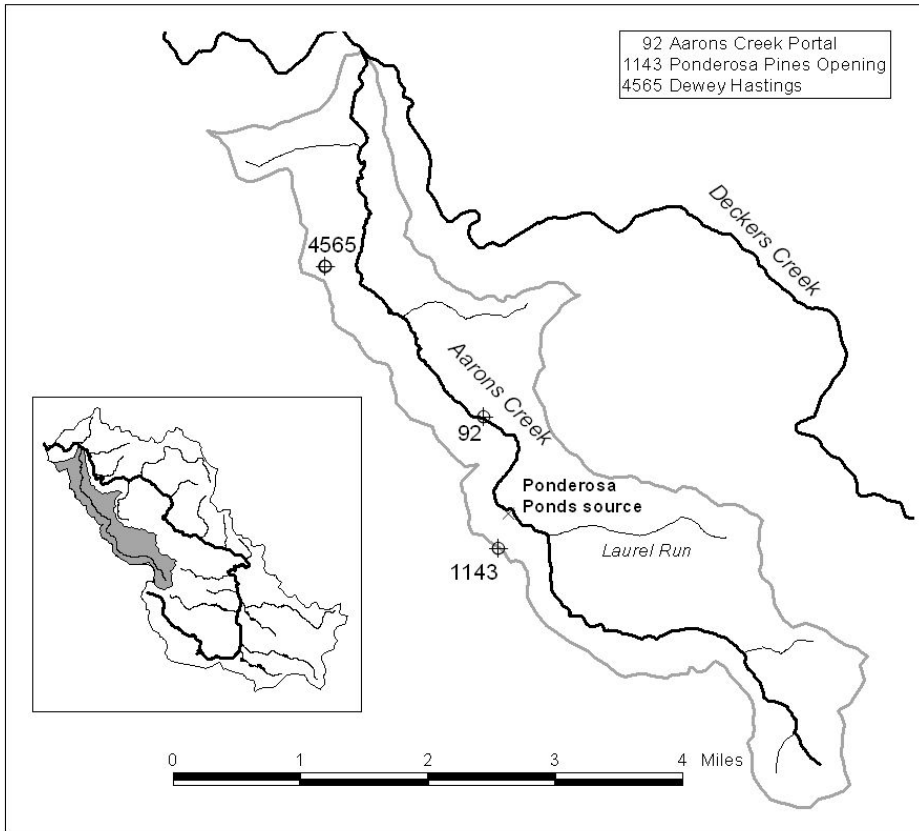 92 Aarons Creek Portal
1143 Ponderosa Pines Opening
4565 Dewey Hastings
Deckers Creek
4565
Aarons Creek
92
Ponderosa
Ponds source
Laurel Run
1143
0 1 2 3 4 Miles